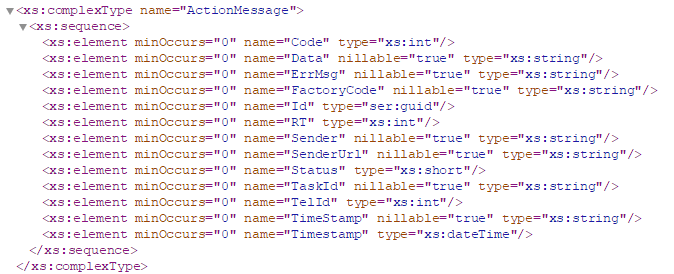 ▼<xs:complexType name="ActionMessage">
▼<xs:sequence>
<xs:element minOccurs="0" name="Code" type="xs:int"/>
<xs:element minOccurs="0" name="Data" nillable="true" type="xs:string"/>
<xs:element minOccurs="0" name="ErrMsg" nillable="true" type="xs:string"/>
<xs:element minOccurs="0" name="FactoryCode" nillable="true" type="xs:string"/>
<xs:element minOccurs="0" name="Id" type="ser:guid"/>
<xs:element minOccurs="0" name="RT" type="xs:int"/>
<xs:element minOccurs="0" name="Sender" nillable="true" type="xs:string"/>
<xs:element minOccurs="0" name="SenderUrl" nillable="true" type="xs:string"/>
<xs:element minOccurs="0" name="Status" type="xs:short"/>
<xs:element minOccurs="0" name="TaskId" nillable="true" type="xs:string"/>
<xs:element minOccurs="0" name="TelId" type="xs:int"/>
<xs:element minOccurs="0" name="TimeStamp" nillable="true" type="xs:string"/>
<xs:element minOccurs="0" name="Timestamp" type="xs:dateTime"/>
</xs:sequence>
</xs:complexType>